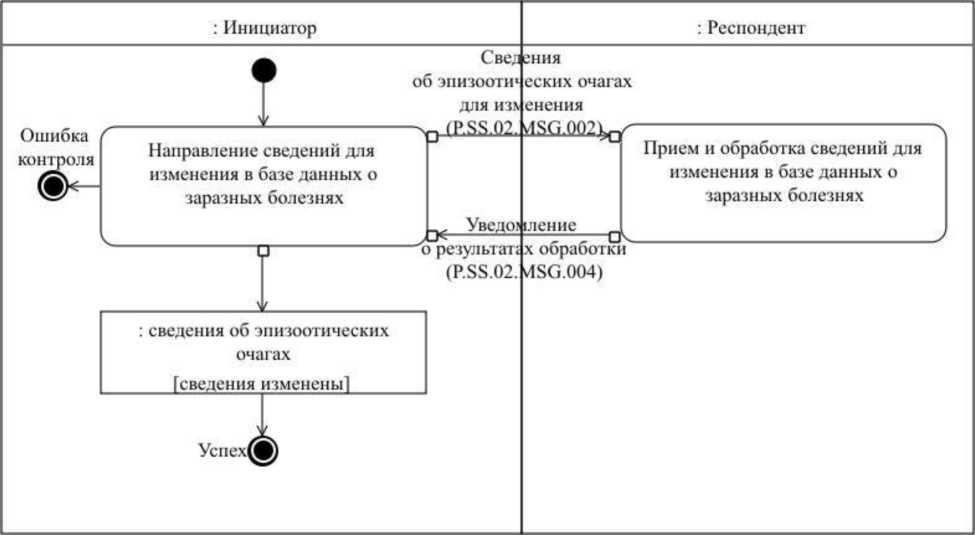 : Инициатор
: Респондент
Сведения
об эпизоотических очагах
для изменения
(P.SS.02.MSG.002)
Ошибка
контроля
Направление сведений для
изменения в базе данных о
заразных болезнях
Прием и обработка сведений для
изменения в базе данных о
заразных болезнях
Уведомление
о результатах обработки
(P.SS.02.MSG.004)
: сведения об эпизоотических
очагах
[сведения изменены]
Успех